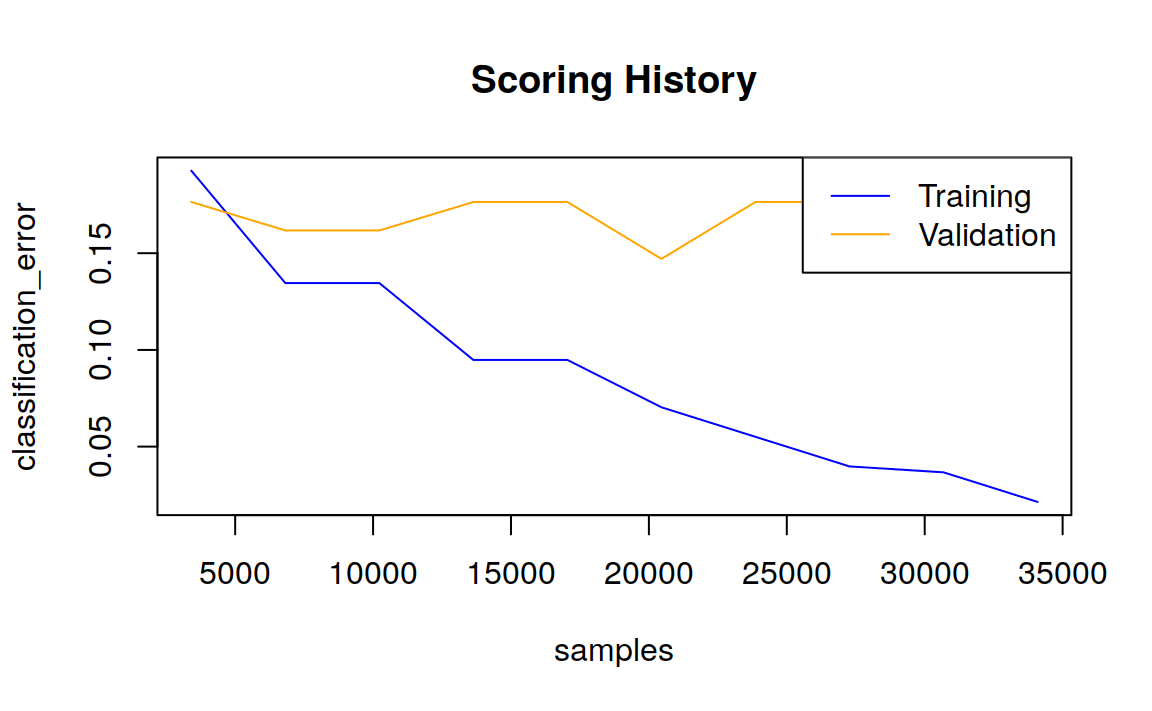 Scoring History
Training
Validation
classification_error
0.15
0.10
0.05
5000 10000 15000 20000 25000 30000 35000
samples